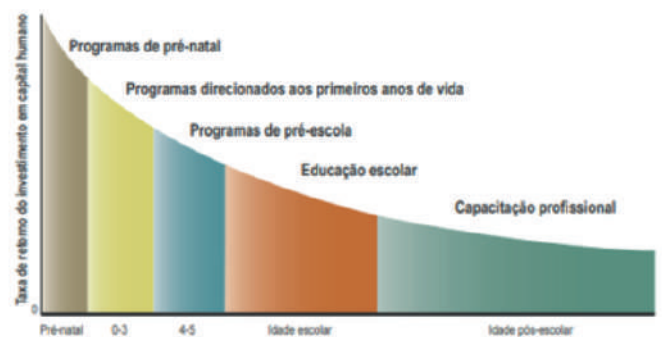 Taxa de retorno do investimento em capital humano
Programas de pré-natal
Programas direcionados aos primeiros anos de vida
Programas de pré-escola
Educação escolar
Capacitação profissional
0
Pré-natal
0-3
4-5
Idade escolar
Idade pós-escolar